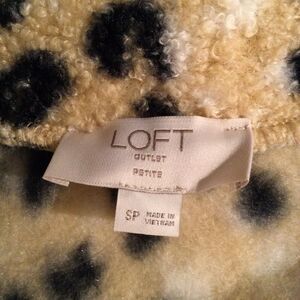 LOFT
OUTLET
PETITE
SP
MADE IN
VIETNAM